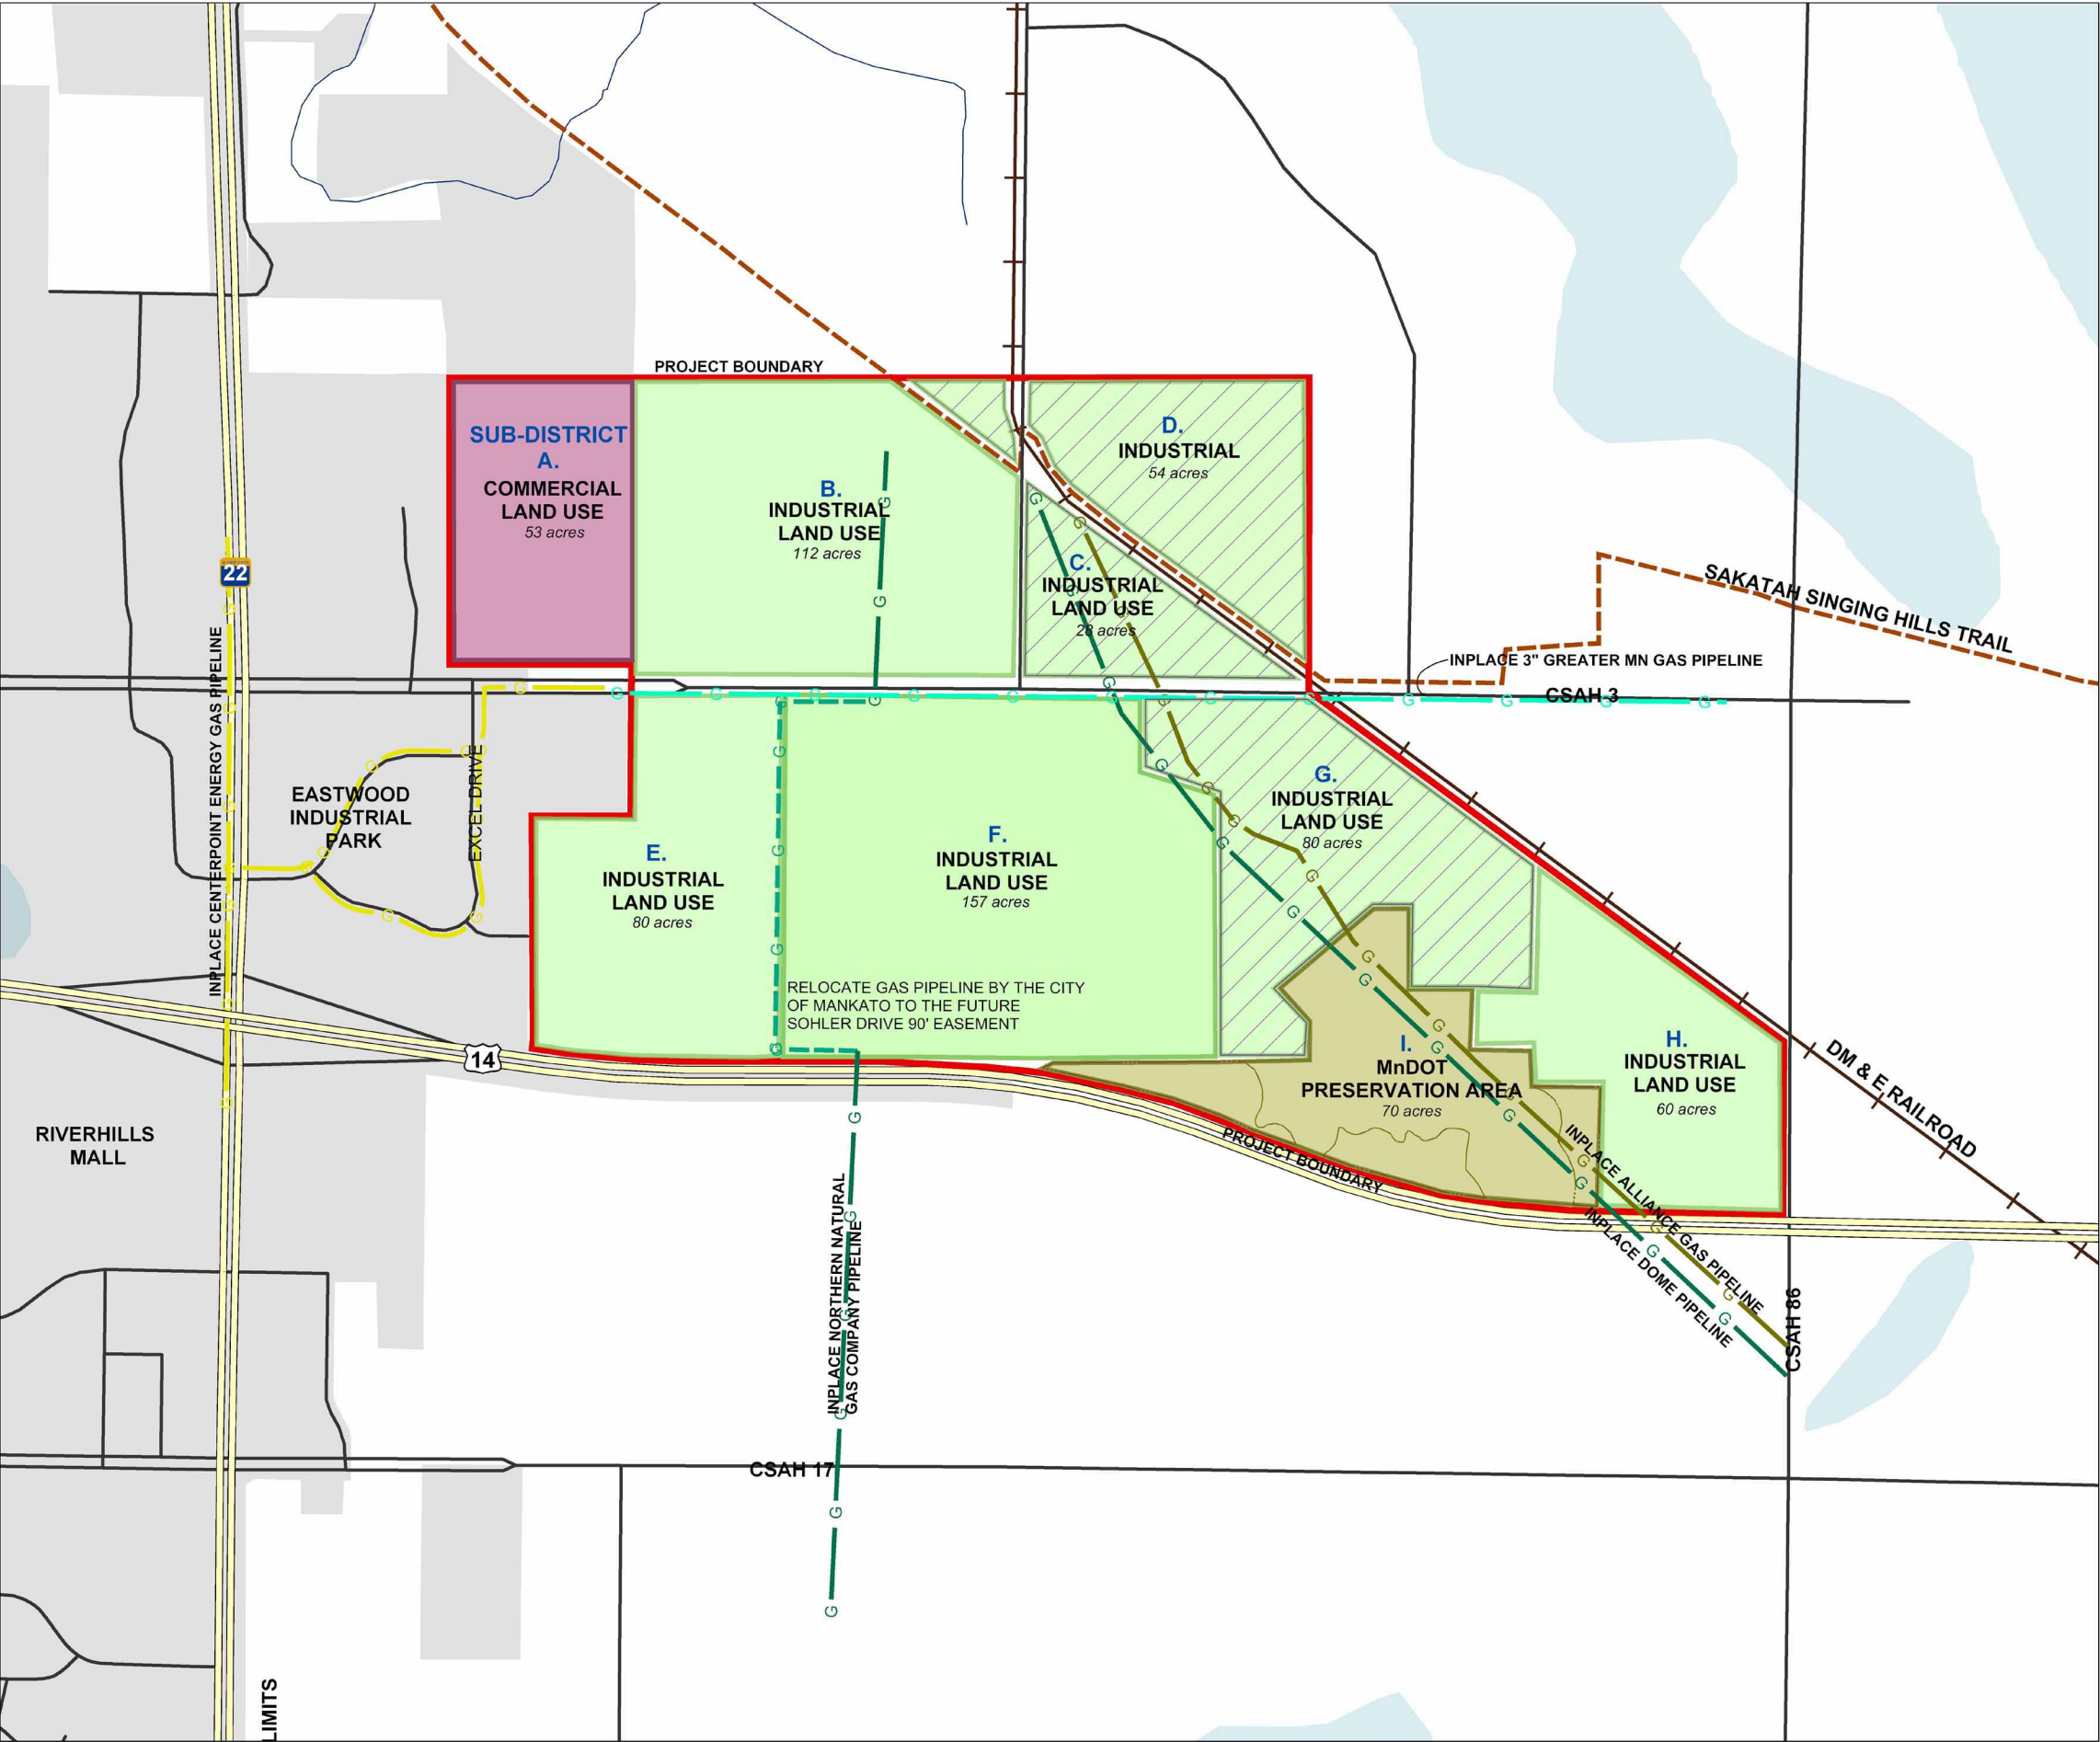 PROJECT BOUNDARY
SUB-DISTRICT
A.
COMMERCIAL
LAND USE
53 acres
B.
INDUSTRIAL
LAND USE
112 acres
D.
INDUSTRIAL
54 acres
C.
INDUSTRIAL
LAND USE
28 acres
22
SAKATAH SINGING HILLS TRAIL
INPLACE 3" GREATER MN GAS PIPELINE
CSAH 3
INPLACE CENTERPOINT ENERGY GAS PIPELINE
EASTWOOD
INDUSTRIAL
PARK
EXCEL DRIVE
E.
INDUSTRIAL
LAND USE
80 acres
F.
INDUSTRIAL
LAND USE
157 acres
G.
INDUSTRIAL
LAND USE
80 acres
RELOCATE GAS PIPELINE BY THE CITY
OF MANKATO TO THE FUTURE
SOHLER DRIVE 90' EASEMENT
14
I.
MnDOT
PRESERVATION AREA
70 acres
H.
INDUSTRIAL
LAND USE
60 acres
DM & E RAILROAD
RIVERHILLS
MALL
PROJECT BOUNDARY
INPLACE ALLIANCE GAS PIPELINE
INPLACE DOME PIPELINE
INPLACE NORTHERN NATURAL
GAS COMPANY PIPELINE
CSAH 86
CSAH 17
LIMITS